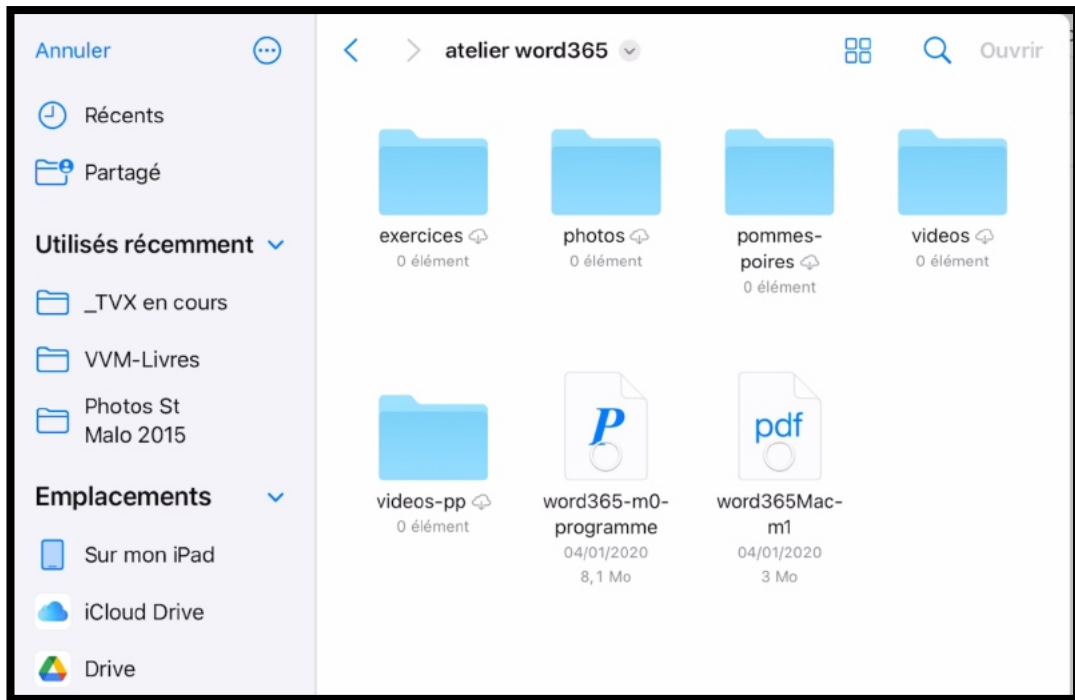 Annuler
Récents
Partagé
Utilisés récemment
_TVX en cours
VVM-Livres
Photos St
Malo 2015
Emplacements
Sur mon iPad
iCloud Drive
Drive
atelier word365
Ouvrir
exercices
0 élément
photos
0 élément
pommes-
poires
0 élément
videos
0 élément
videos-pp
0 élément
P
word365-m0-
programme
04/01/2020
8,1 Mo
pdf
word365Mac-
m1
04/01/2020
3 Mo